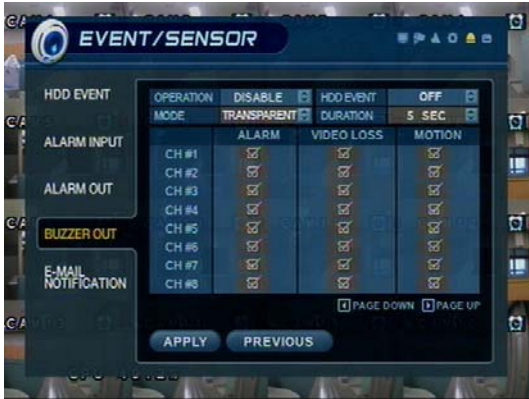 EVENT/SENSOR
HDD EVENT
ALARM INPUT
ALARM OUT
BUZZER OUT
E-MAIL
NOTIFICATION
OPERATION DISABLE HDD EVENT OFF
MODE TRANSPARENT DURATION 5 SEC
ALARM VIDEO LOSS MOTION
CH #1
CH #2
CH #3
CH #4
CH #5
CH #6
CH #7
CH #8
PAGE DOWN PAGE UP
APPLY PREVIOUS